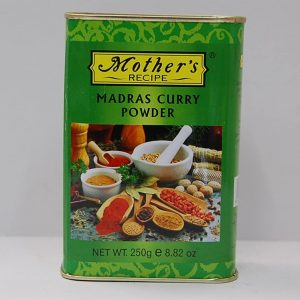 Mother's
RECIPE
®
MADRAS CURRY
POWDER
NET WT. 250g e 8.82 oz